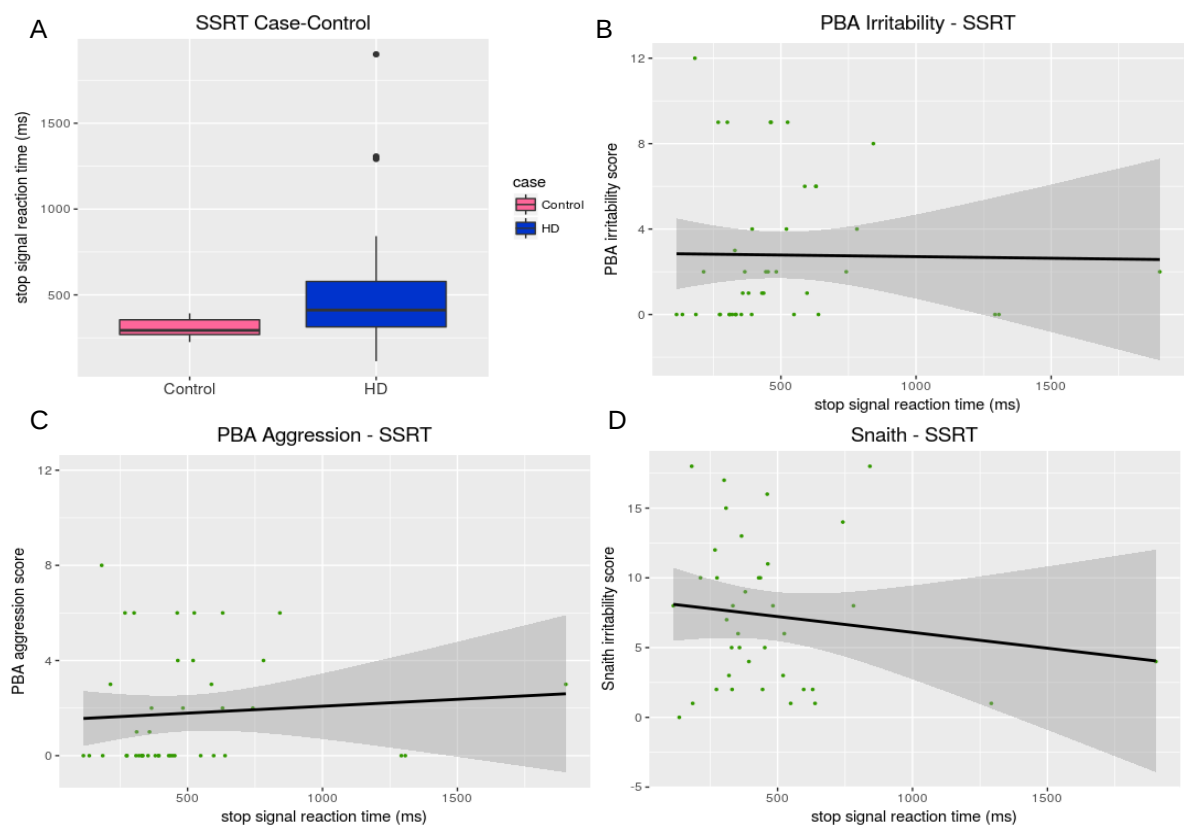 A
SSRT Case-Control
stop signal reaction time (ms)
1500
1000
500
Control
HD
case
Control
HD
B
PBA Irritability - SSRT
PBA irritability score
12
8
4
0
500
1000
1500
stop signal reaction time (ms)
C
PBA Aggression - SSRT
PBA aggression score
12
8
4
0
500
1000
1500
stop signal reaction time (ms)
D
Snaith - SSRT
Snaith irritability score
15
10
5
0
-5
500
1000
1500
stop signal reaction time (ms)